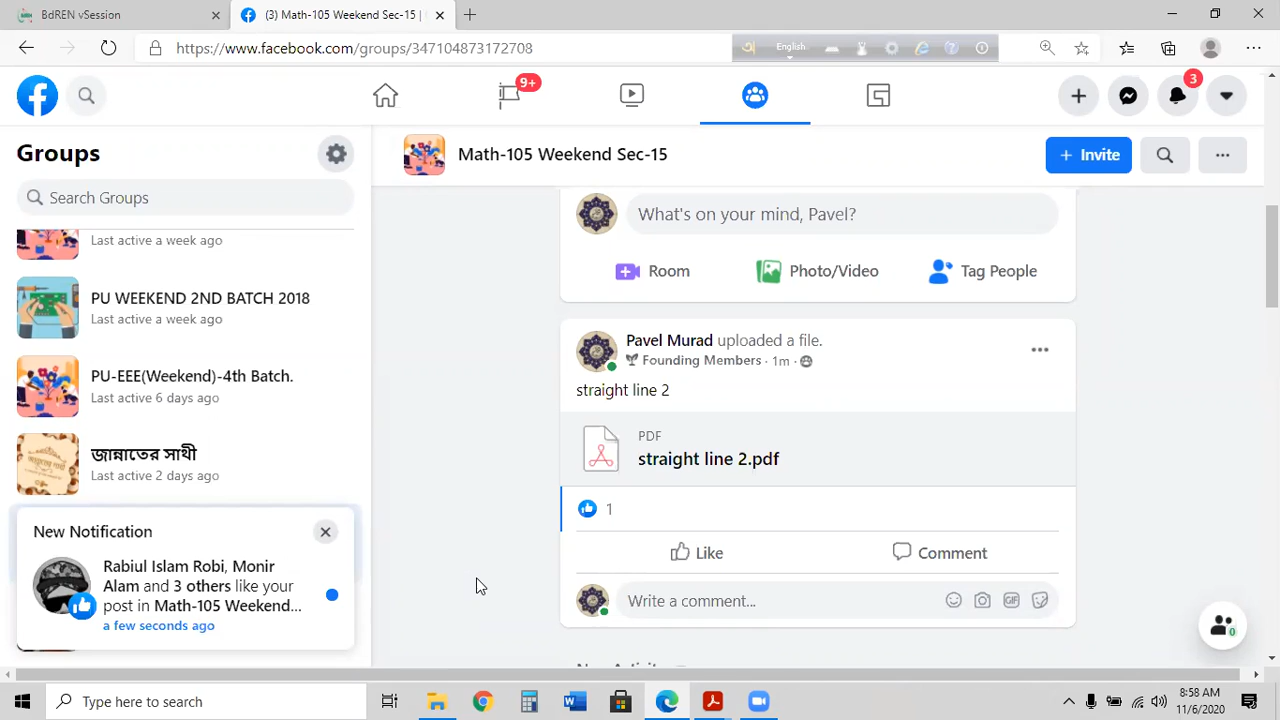 BdREN vSession
(3) Math-105 Weekend Sec-15 |
https://www.facebook.com/groups/347104873172708
English
9+
3
Groups
Math-105 Weekend Sec-15
Invite
Search Groups
Last active a week ago
PU WEEKEND 2ND BATCH 2018
Last active a week ago
PU-EEE(Weekend)-4th Batch.
Last active 6 days ago
জান্নাতের সাথী
Last active 2 days ago
New Notification
Rabiul Islam Robi, Monir
Alam and 3 others like your
post in Math-105 Weekend...
a few seconds ago
What's on your mind, Pavel?
Room
Photo/Video
Tag People
Pavel Murad uploaded a file.
Founding Members · 1m ·
straight line 2
PDF
straight line 2.pdf
1
Like
Comment
Write a comment...
GIF
0
Type here to search
8:58 AM
11/6/2020